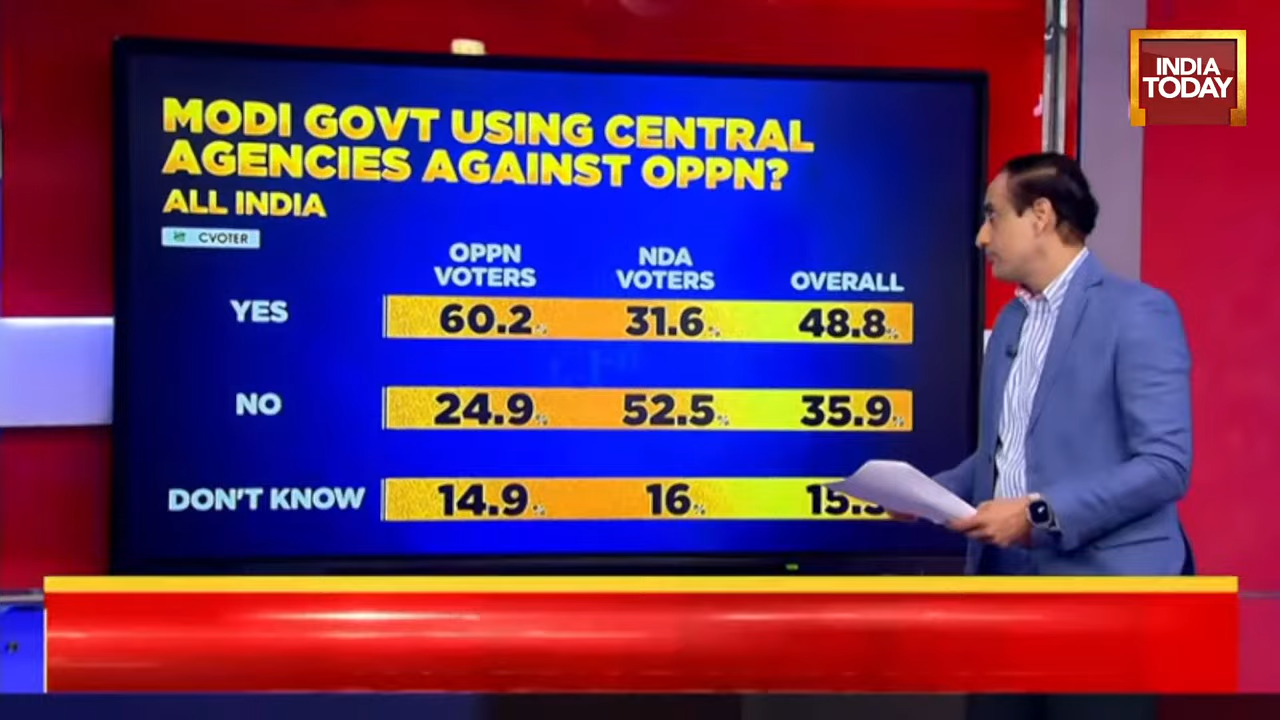 INDIA
TODAY
MODI GOVT USING CENTRAL
AGENCIES AGAINST OPPN?
ALL INDIA
CVOTER
OPPN
VOTERS
NDA
VOTERS
OVERALL
YES 60.2% 31.6% 48.8%
NO 24.9% 52.5% 35.9%
DON'T KNOW 14.9% 16%